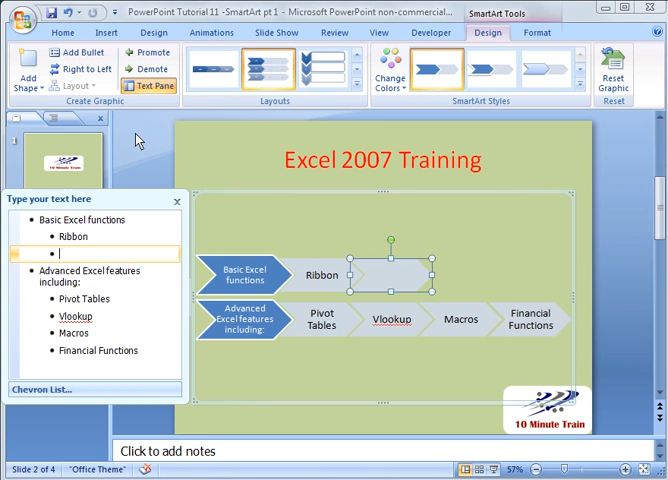 PowerPoint Tutorial 11 -SmartArt pt 1 - Microsoft PowerPoint non-commercial...
SmartArt Tools
Home Insert Design Animations Slide Show Review View Developer Design Format
Add Shape
Add Bullet
Right to Left
Layout
Promote
Demote
Text Pane
Create Graphic
Layouts
Change Colors
SmartArt Styles
Reset Graphic
Reset
1
10 Minute Train
Excel 2007 Training
Type your text here
Basic Excel functions
Ribbon
Advanced Excel features
including:
Pivot Tables
Vlookup
Macros
Financial Functions
Chevron List...
Basic Excel
functions
Ribbon
Advanced
Excel features
including:
Pivot
Tables
Vlookup
Macros
Financial
Functions
10 Minute Train
Click to add notes
Slide 2 of 4
"Office Theme"
57%